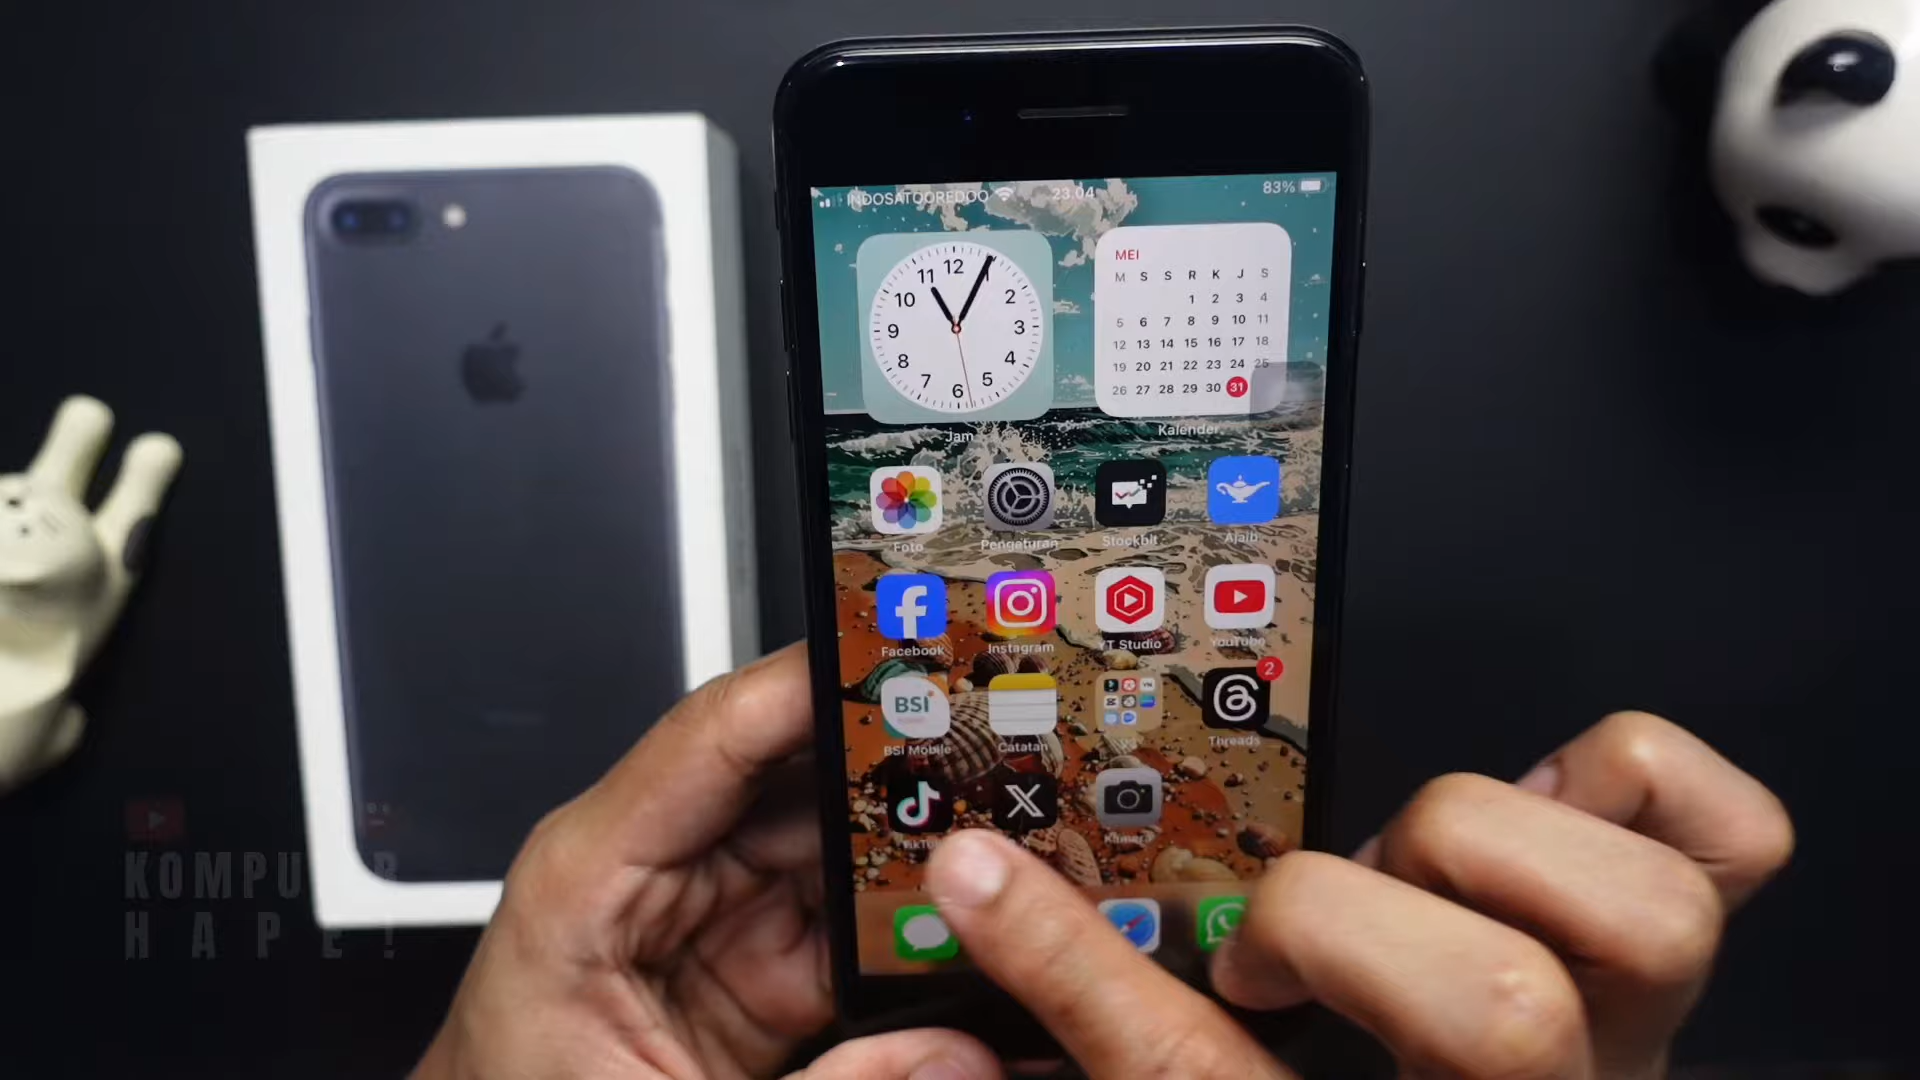 INDOSATOOREDOO 23.04 83%
12
11
1
10
2
9
3
8
4
7
5
6
Jam
MEI
M S S R K J S
1 2 3 4
5 6 7 8 9 10 11
12 13 14 15 16 17 18
19 20 21 22 23 24 25
26 27 28 29 30 31
Kalender
Foto Pengaturan Stockbit Ajaib
Facebook Instagram YT Studio YouTube
2
BSI
BSI Mobile Catatan Threads
TikTok X Kamera
KOMPUTER
HAPE!